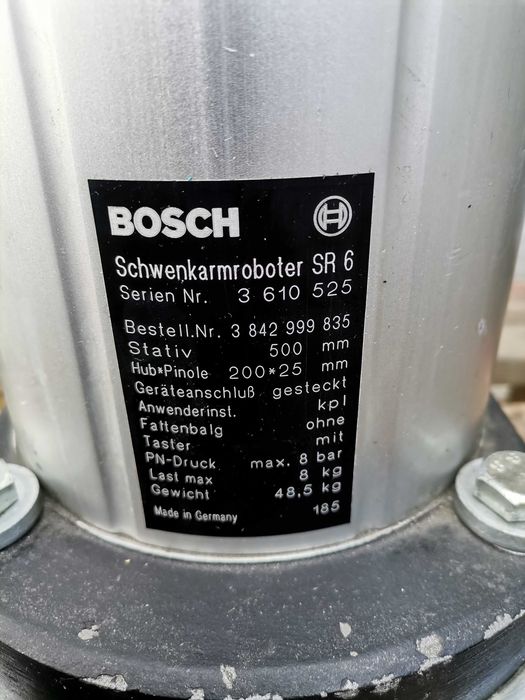 BOSCH
Schwenkarmroboter SR 6
Serien Nr. 3 610 525
Bestell.Nr. 3 842 999 835
Stativ 500 mm
Hub*Pinole 200*25 mm
Geräteanschluß gesteckt
Anwenderinst. kpl
Faltenbalg ohne
Taster mit
PN-Druck max. 8 bar
Last max 8 kg
Gewicht 48,5 kg
Made in Germany 185